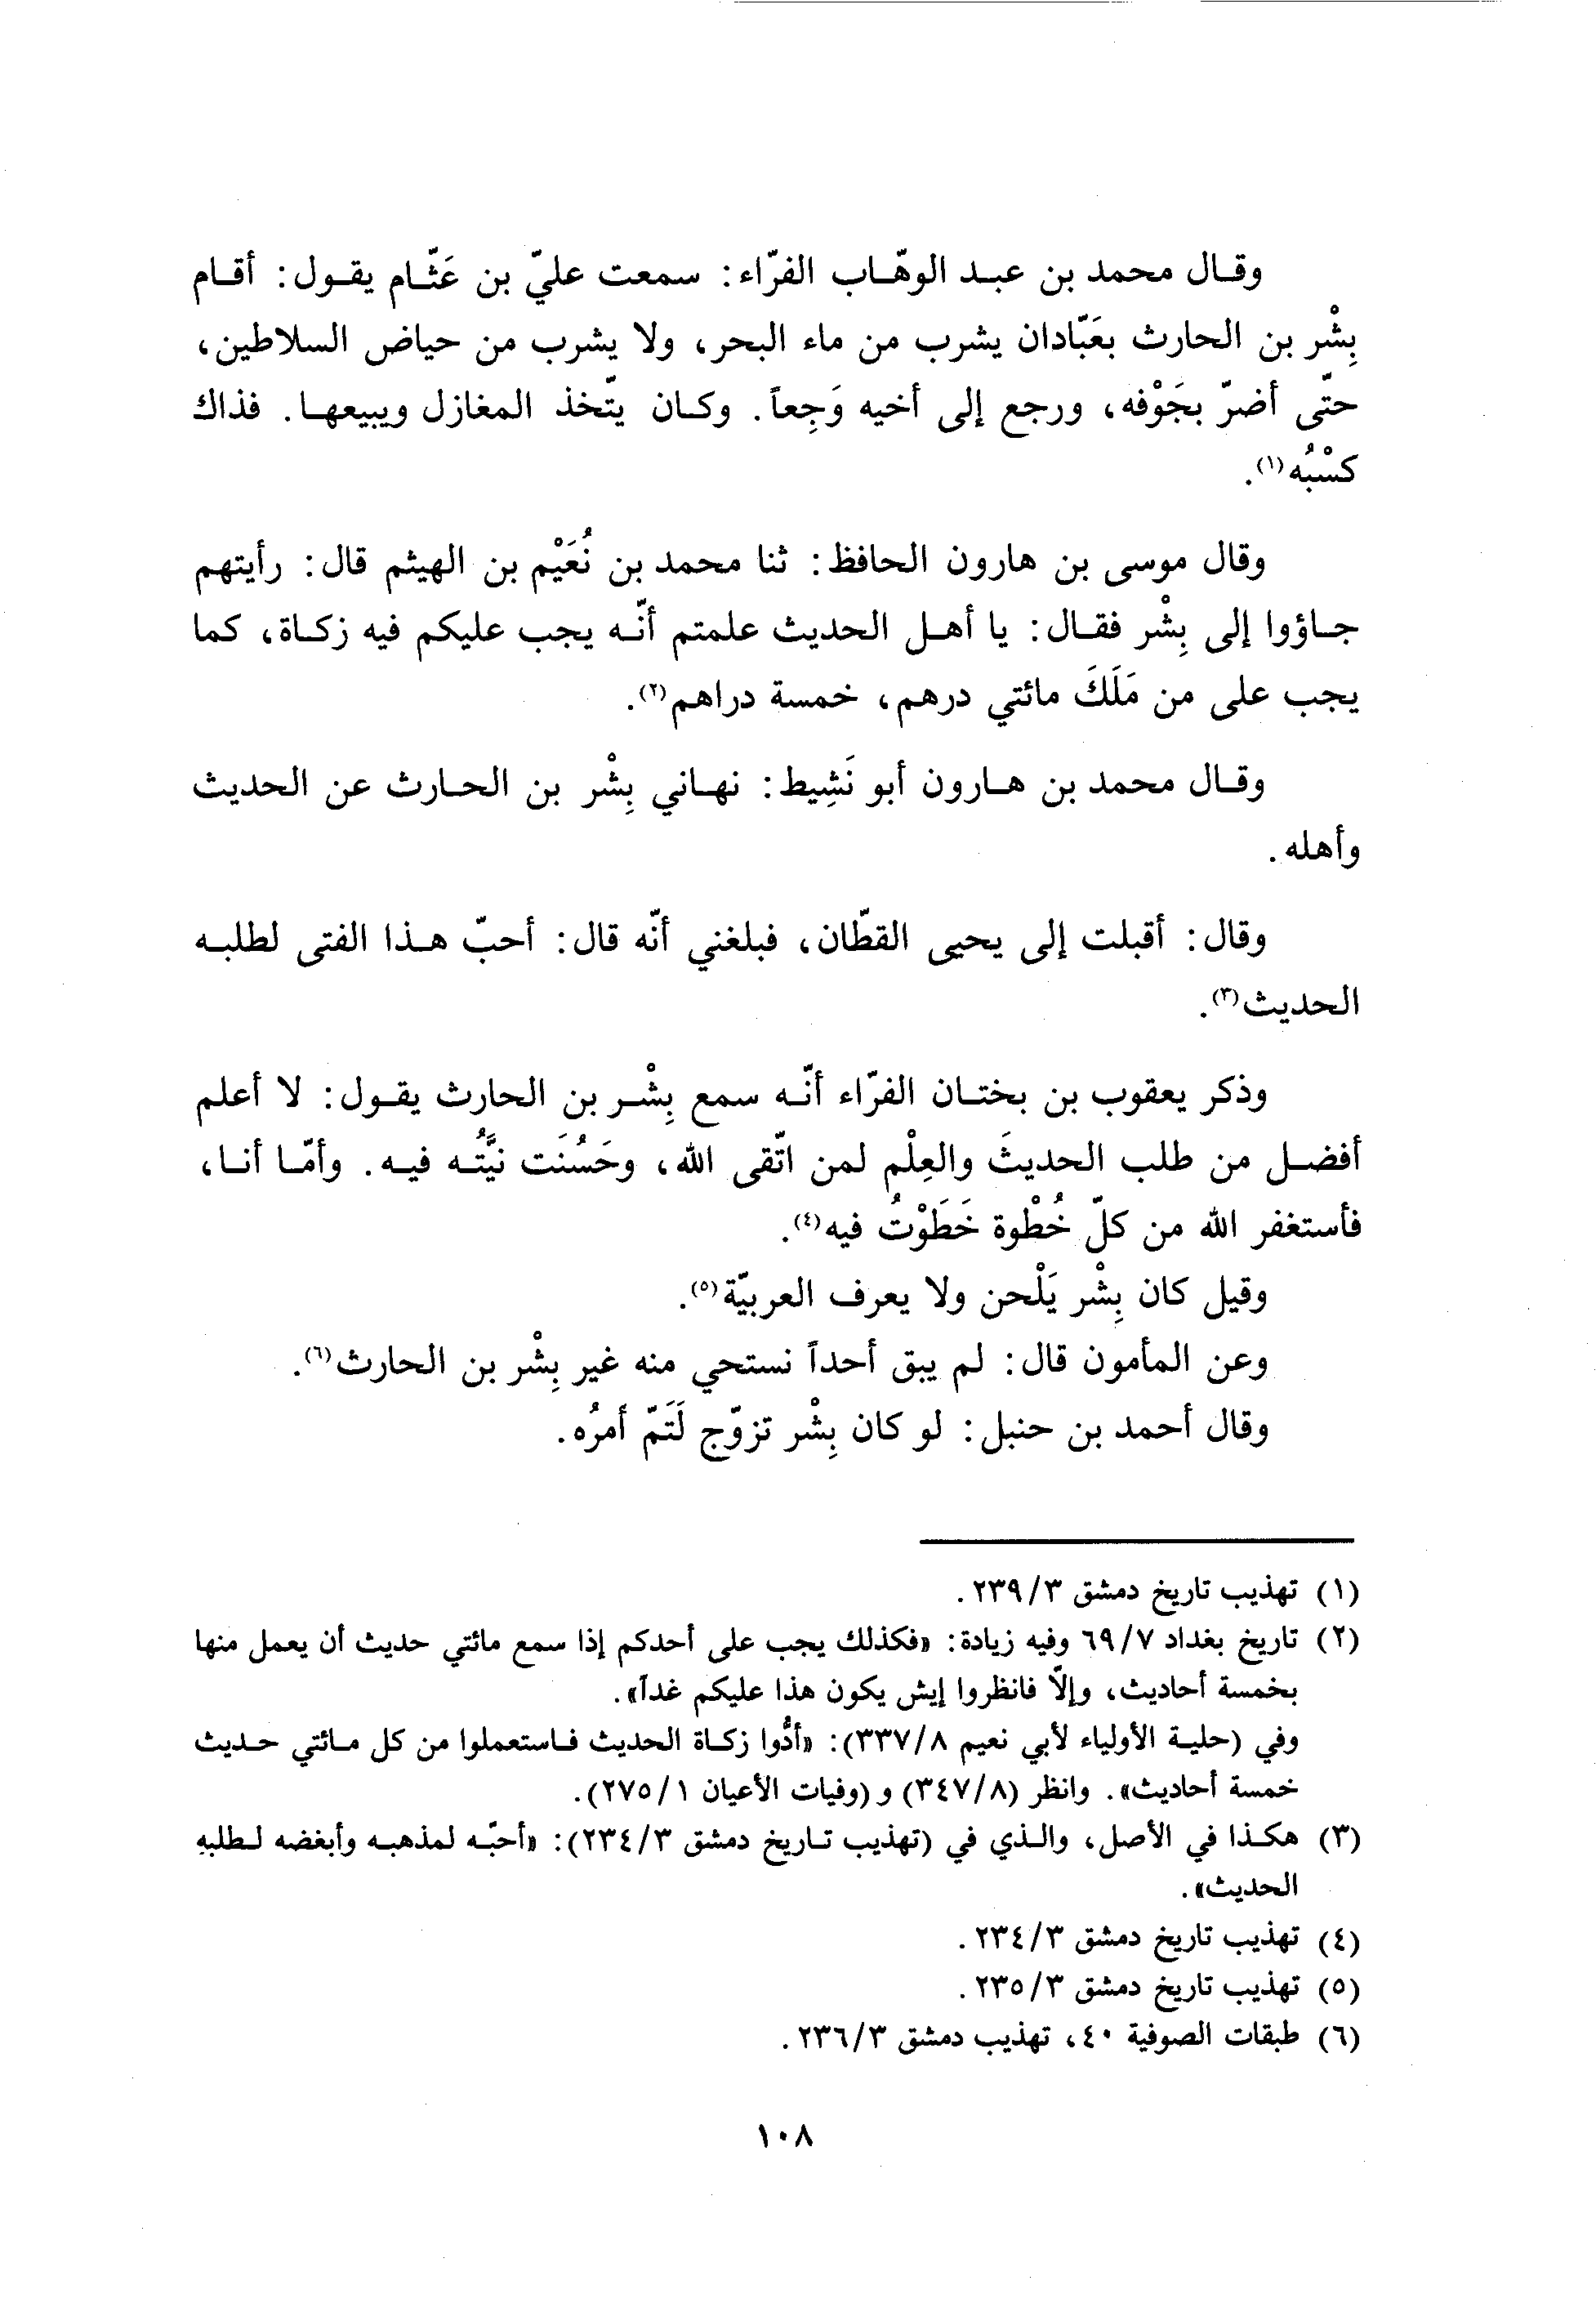 وقال محمد بن عبد الوهّاب الفرّاء: سمعت عليّ بن عَثّام يقول: أقام
بِشْر بن الحارث بعَبّادان يشرب من ماء البحر، ولا يشرب من حياض السلاطين،
حتّى أضرّ بجَوْفه، ورجع إلى أخيه وَجِعاً. وكان يتّخذ المغازل ويبيعها. فذاك
كسْبُه(١).
وقال موسى بن هارون الحافظ: ثنا محمد بن نُعَيْم بن الهيثم قال: رأيتهم
جاؤوا إلى بِشْر فقال: يا أهل الحديث علمتم أنّه يجب عليكم فيه زكاة، كما
يجب على من مَلَكَ مائتي درهم، خمسة دراهم(٢).
وقال محمد بن هارون أبو نَشِيط: نهاني بِشْر بن الحارث عن الحديث
وأهله.
وقال: أقبلت إلى يحيى القطّان، فبلغني أنّه قال: أحبّ هذا الفتى لطلبه
الحديث(٣).
وذكر يعقوب بن بختان الفرّاء أنّه سمع بِشْر بن الحارث يقول: لا أعلم
أفضل من طلب الحديثَ والعِلْم لمن اتّقى الله، وحَسُنَت نيَّتُه فيه. وأمّا أنا،
فأستغفر الله من كلّ خُطْوة خَطَوْتُ فيه(٤).
وقيل كان بِشْر يَلْحن ولا يعرف العربيّة(٥).
وعن المأمون قال: لم يبق أحداً نستحي منه غير بِشْر بن الحارث(٦).
وقال أحمد بن حنبل: لو كان بِشْر تزوّج لَتَمّ أمرُه.
(١) تهذيب تاريخ دمشق ٢٣٩/٣.
(٢) تاريخ بغداد ٦٩/٧ وفيه زيادة: «فكذلك يجب على أحدكم إذا سمع مائتي حديث أن يعمل منها
بخمسة أحاديث، وإلّا فانظروا إيش يكون هذا عليكم غداً».
وفي (حلية الأولياء لأبي نعيم ٣٣٧/٨): «أدُّوا زكاة الحديث فاستعملوا من كل مائتي حديث
خمسة أحاديث». وانظر (٣٤٧/٨) و (وفيات الأعيان ٢٧٥/١).
(٣) هكذا في الأصل، والذي في (تهذيب تاريخ دمشق ٢٣٤/٣): «أحبّه لمذهبه وأبغضه لطلبهِ
الحديث».
(٤) تهذيب تاريخ دمشق ٢٣٤/٣.
(٥) تهذيب تاريخ دمشق ٢٣٥/٣.
(٦) طبقات الصوفية ٤٠، تهذيب دمشق ٢٣٦/٣.
١٠٨